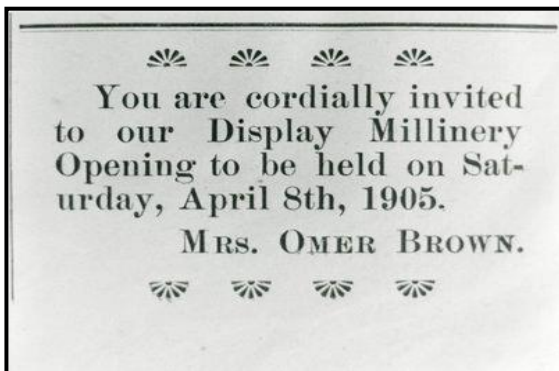 You are cordially invited
to our Display Millinery
Opening to be held on Sat-
urday, April 8th, 1905.
MRS. OMER BROWN.